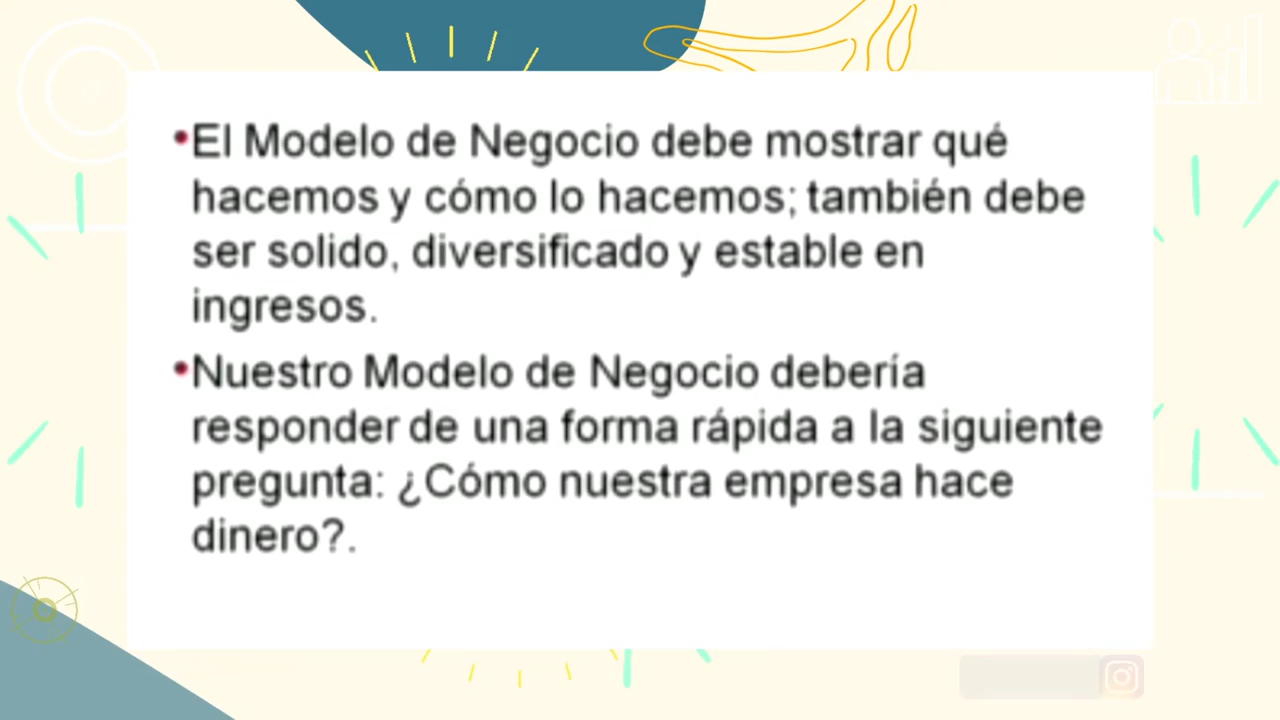 •El Modelo de Negocio debe mostrar qué
hacemos y cómo lo hacemos; también debe
ser solido, diversificado y estable en
ingresos.
•Nuestro Modelo de Negocio debería
responder de una forma rápida a la siguiente
pregunta: ¿Cómo nuestra empresa hace
dinero?.